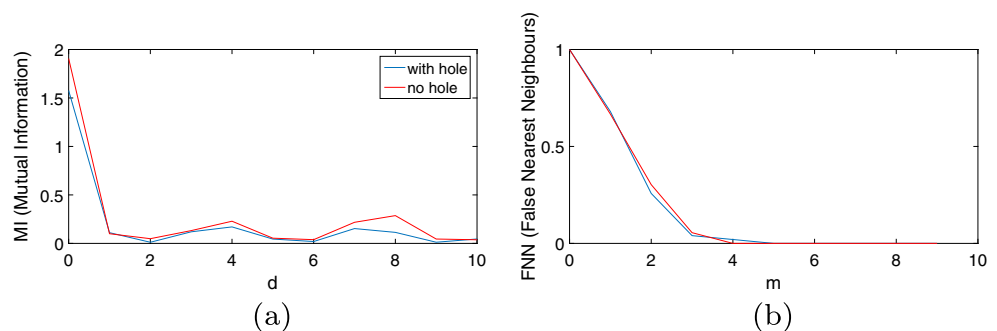 MI (Mutual Information)
2
1.5
1
0.5
0
with hole
no hole
0 2 4 6 8 10
d
(a)
FNN (False Nearest Neighbours)
1
0.5
0
0 2 4 6 8 10
m
(b)